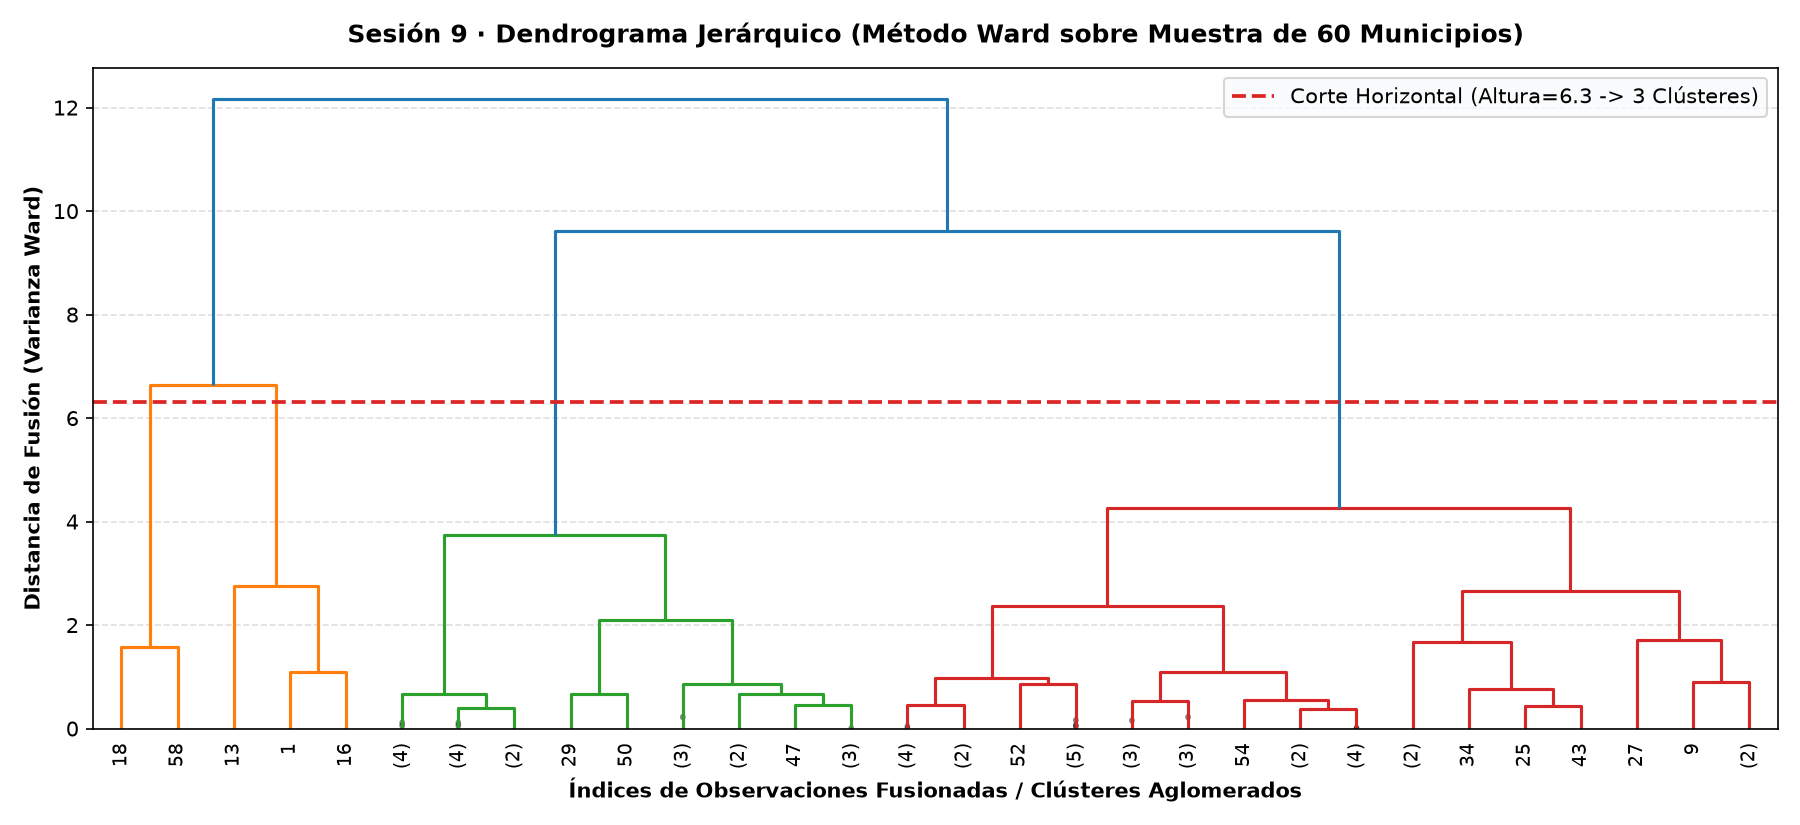 Sesión 9 · Dendrograma Jerárquico (Método Ward sobre Muestra de 60 Municipios)
Corte Horizontal (Altura=6.3 -> 3 Clústeres)
Distancia de Fusión (Varianza Ward)
12
10
8
6
4
2
0
18 58 13 1 16 (4) (4) (2) 29 50 (3) (2) 47 (3) (4) (2) 52 (5) (3) (3) 54 (2) (4) (2) 34 25 43 27 9 (2)
Índices de Observaciones Fusionadas / Clústeres Aglomerados